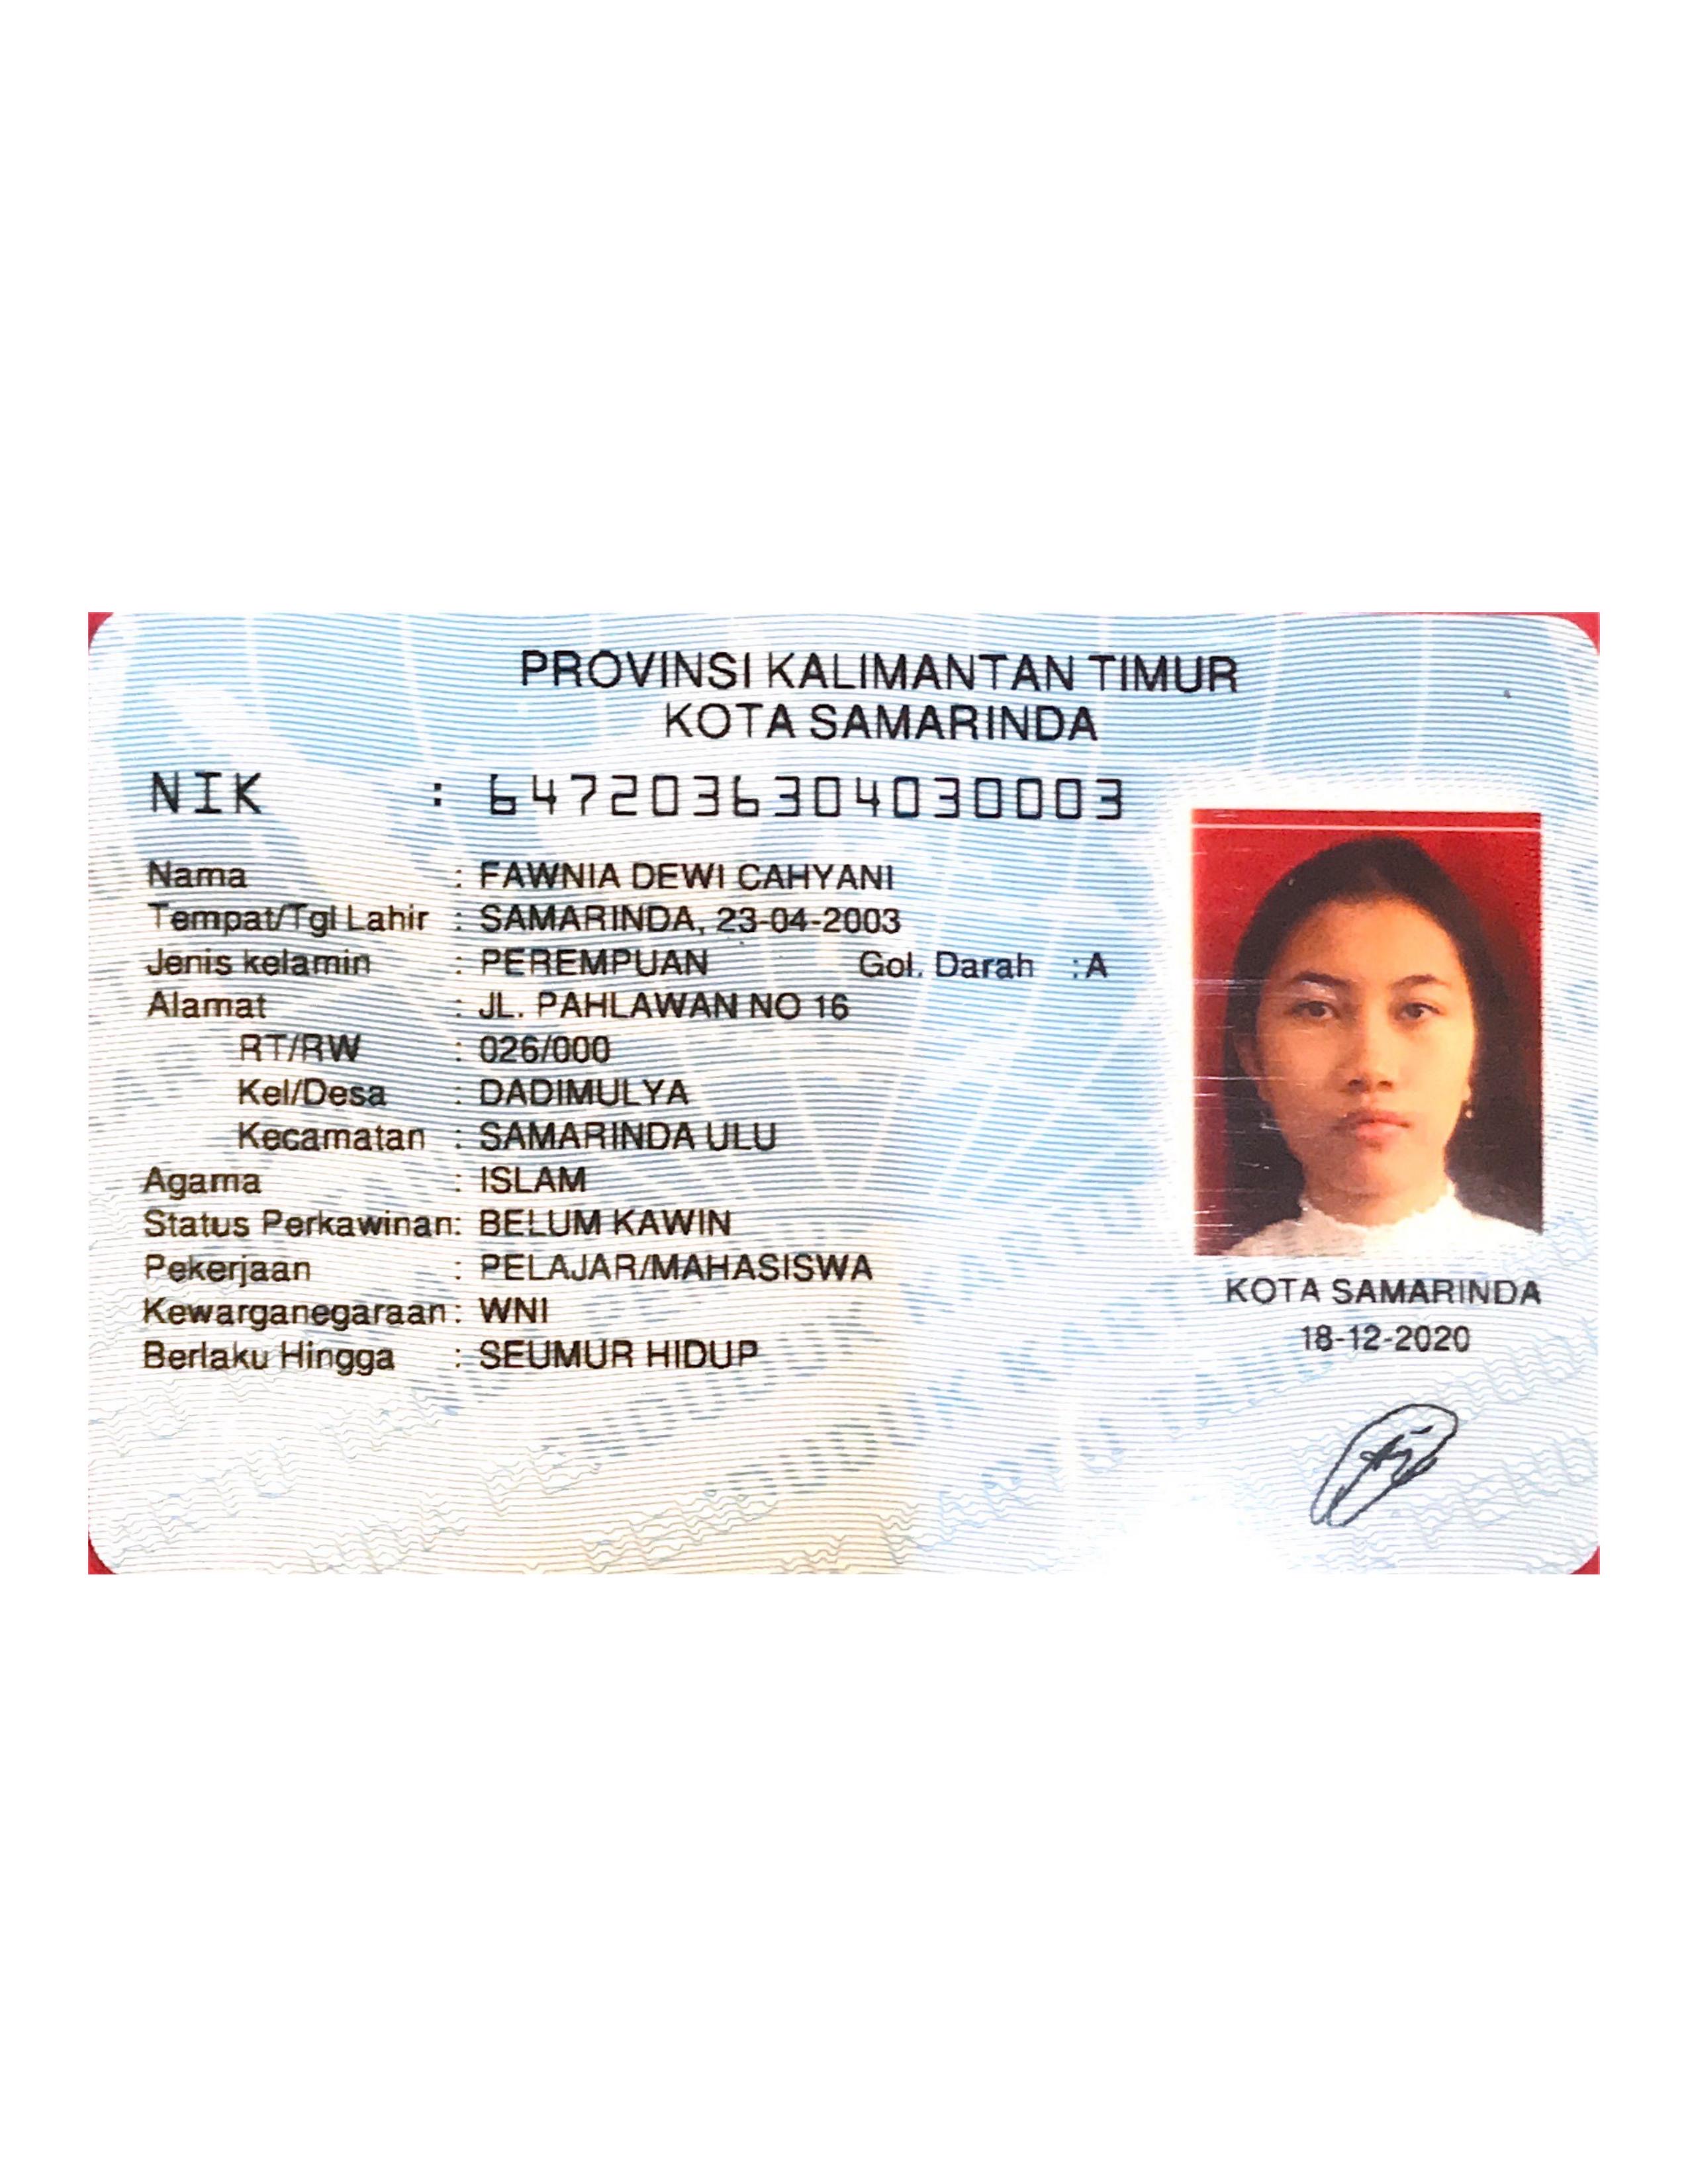 PROVINSI KALIMANTAN TIMUR
KOTA SAMARINDA
NIK : 6472036304030003
Nama : FAWNIA DEWI CAHYANI
Tempat/Tgl Lahir : SAMARINDA, 23-04-2003
Jenis kelamin : PEREMPUAN Gol. Darah : A
Alamat : JL. PAHLAWAN NO 16
RT/RW : 026/000
Kel/Desa : DADIMULYA
Kecamatan : SAMARINDA ULU
Agama : ISLAM
Status Perkawinan: BELUM KAWIN
Pekerjaan : PELAJAR/MAHASISWA
Kewarganegaraan: WNI
Berlaku Hingga : SEUMUR HIDUP
KOTA SAMARINDA
18-12-2020